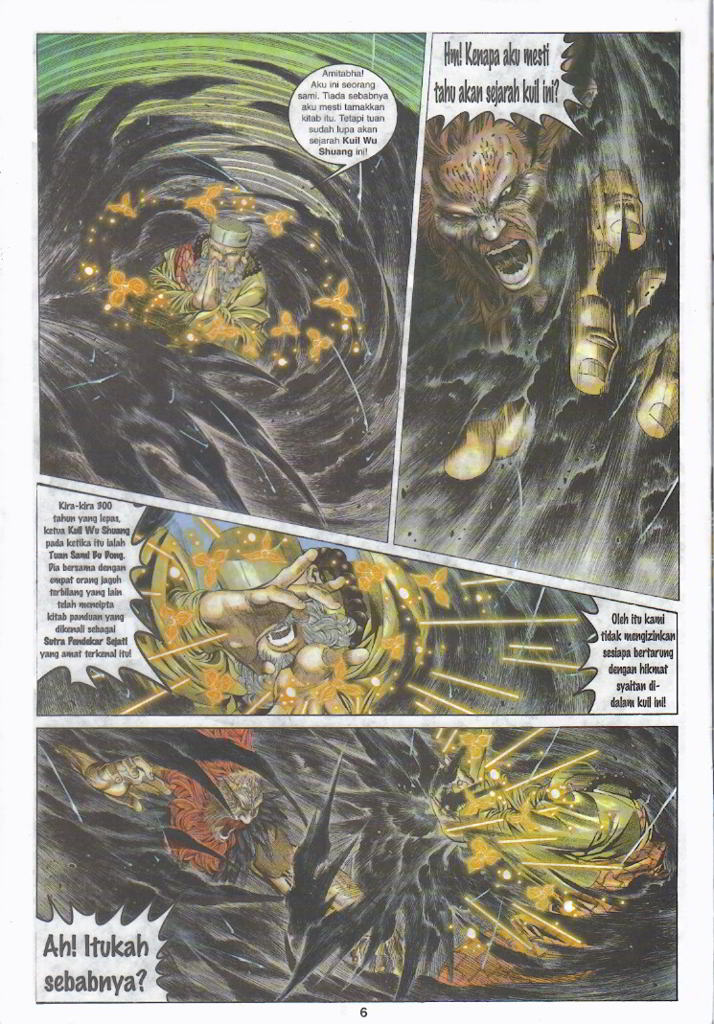 Amitabha!
Aku ini seorang
sami. Tiada sebabnya
aku mesti tamakkan
kitab itu. Tetapi tuan
sudah lupa akan
sejarah Kuil Wu
Shuang ini!
Hm! Kenapa aku mesti
tahu akan sejarah kuil ini?
Kira-kira 300
tahun yang lepas,
ketua Kuil Wu Shuang
pada ketika itu ialah
Tuan Sami Du Dong.
Dia bersama dengan
empat orang jaguh
terbilang yang lain
telah mencipta
kitab panduan yang
dikenali sebagai
Sutra Pendekar Sejati
yang amat terkenal itu!
Oleh itu kami
tidak mengizinkan
sesiapa bertarung
dengan hikmat
syaitan di-
dalam kuil ini!
Ah! Itukah
sebabnya?
6